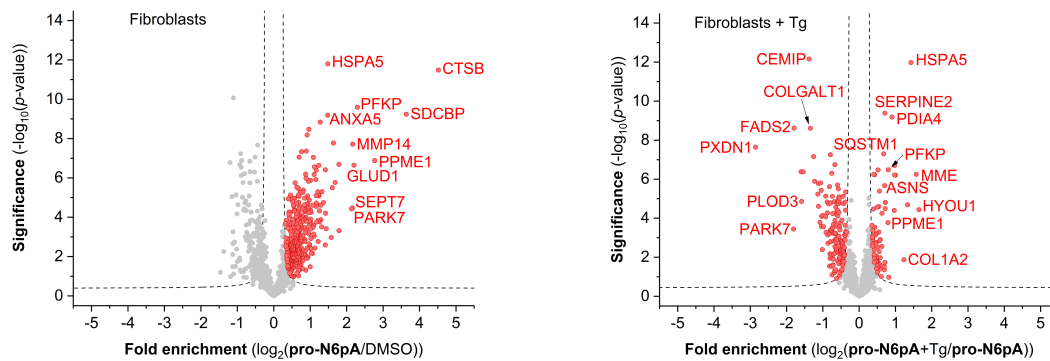 Fibroblasts
14
12
10
8
6
4
2
0
Significance (-log10(p-value))
HSPA5
CTSB
PFKP
SDCBP
ANXA5
MMP14
PPME1
GLUD1
SEPT7
PARK7
-5 -4 -3 -2 -1 0 1 2 3 4 5
Fold enrichment (log2(pro-N6pA/DMSO))
Fibroblasts + Tg
14
12
10
8
6
4
2
0
Significance (-log10(p-value))
CEMIP
HSPA5
COLGALT1
SERPINE2
PDIA4
FADS2
SQSTM1
PXDN1
PFKP
MME
ASNS
PLOD3
HYOU1
PPME1
PARK7
COL1A2
-5 -4 -3 -2 -1 0 1 2 3 4 5
Fold enrichment (log2(pro-N6pA+Tg/pro-N6pA))